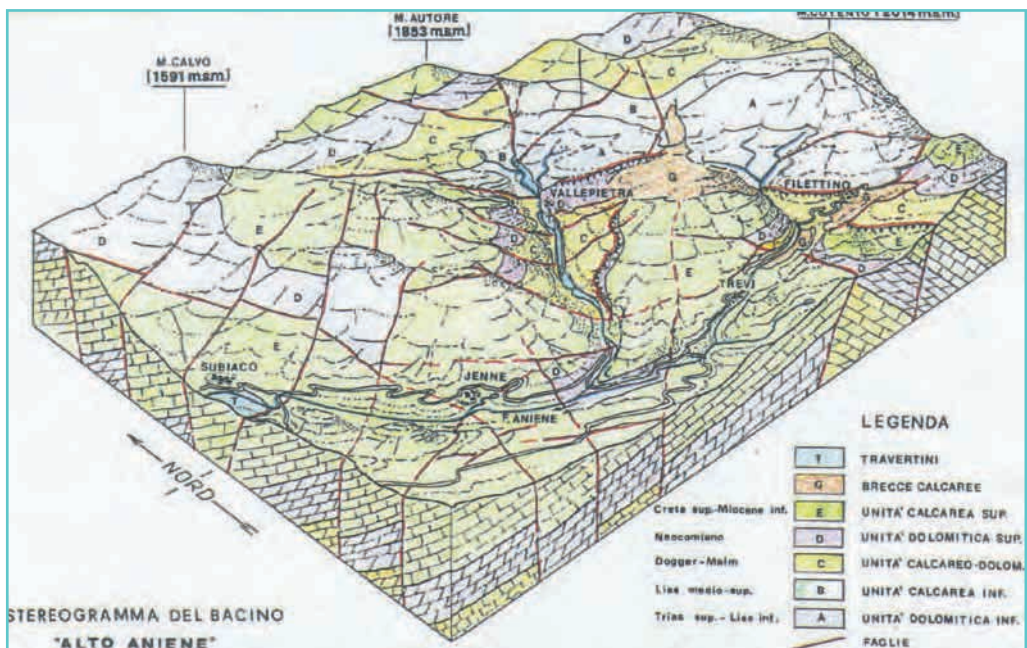 M. AUTORE
(1853 m.s.m.)
M. CALVO
(1591 m.s.m.)
D
D
C
C
B
A
D
C
D
B
A
E
D
G
VALLEPIETRA
FILETTINO
D
C
C
E
D
D
D
E
D
G
E
D
D
TREVI
D
E
SUBIACO
JENNE
D
T
F. ANIENE
NORD
LEGENDA
T TRAVERTINI
G BRECCE CALCAREE
Creta sup.-Miocene inf. E UNITA' CALCAREA SUP.
Neocomiano D UNITA' DOLOMITICA SUP.
Dogger-Malm C UNITA' CALCAREO-DOLOM.
Lias medio-sup. B UNITA' CALCAREA INF.
Trias sup.-Lias inf. A UNITA' DOLOMITICA INF.
FAGLIE
STEREOGRAMMA DEL BACINO
"ALTO ANIENE"